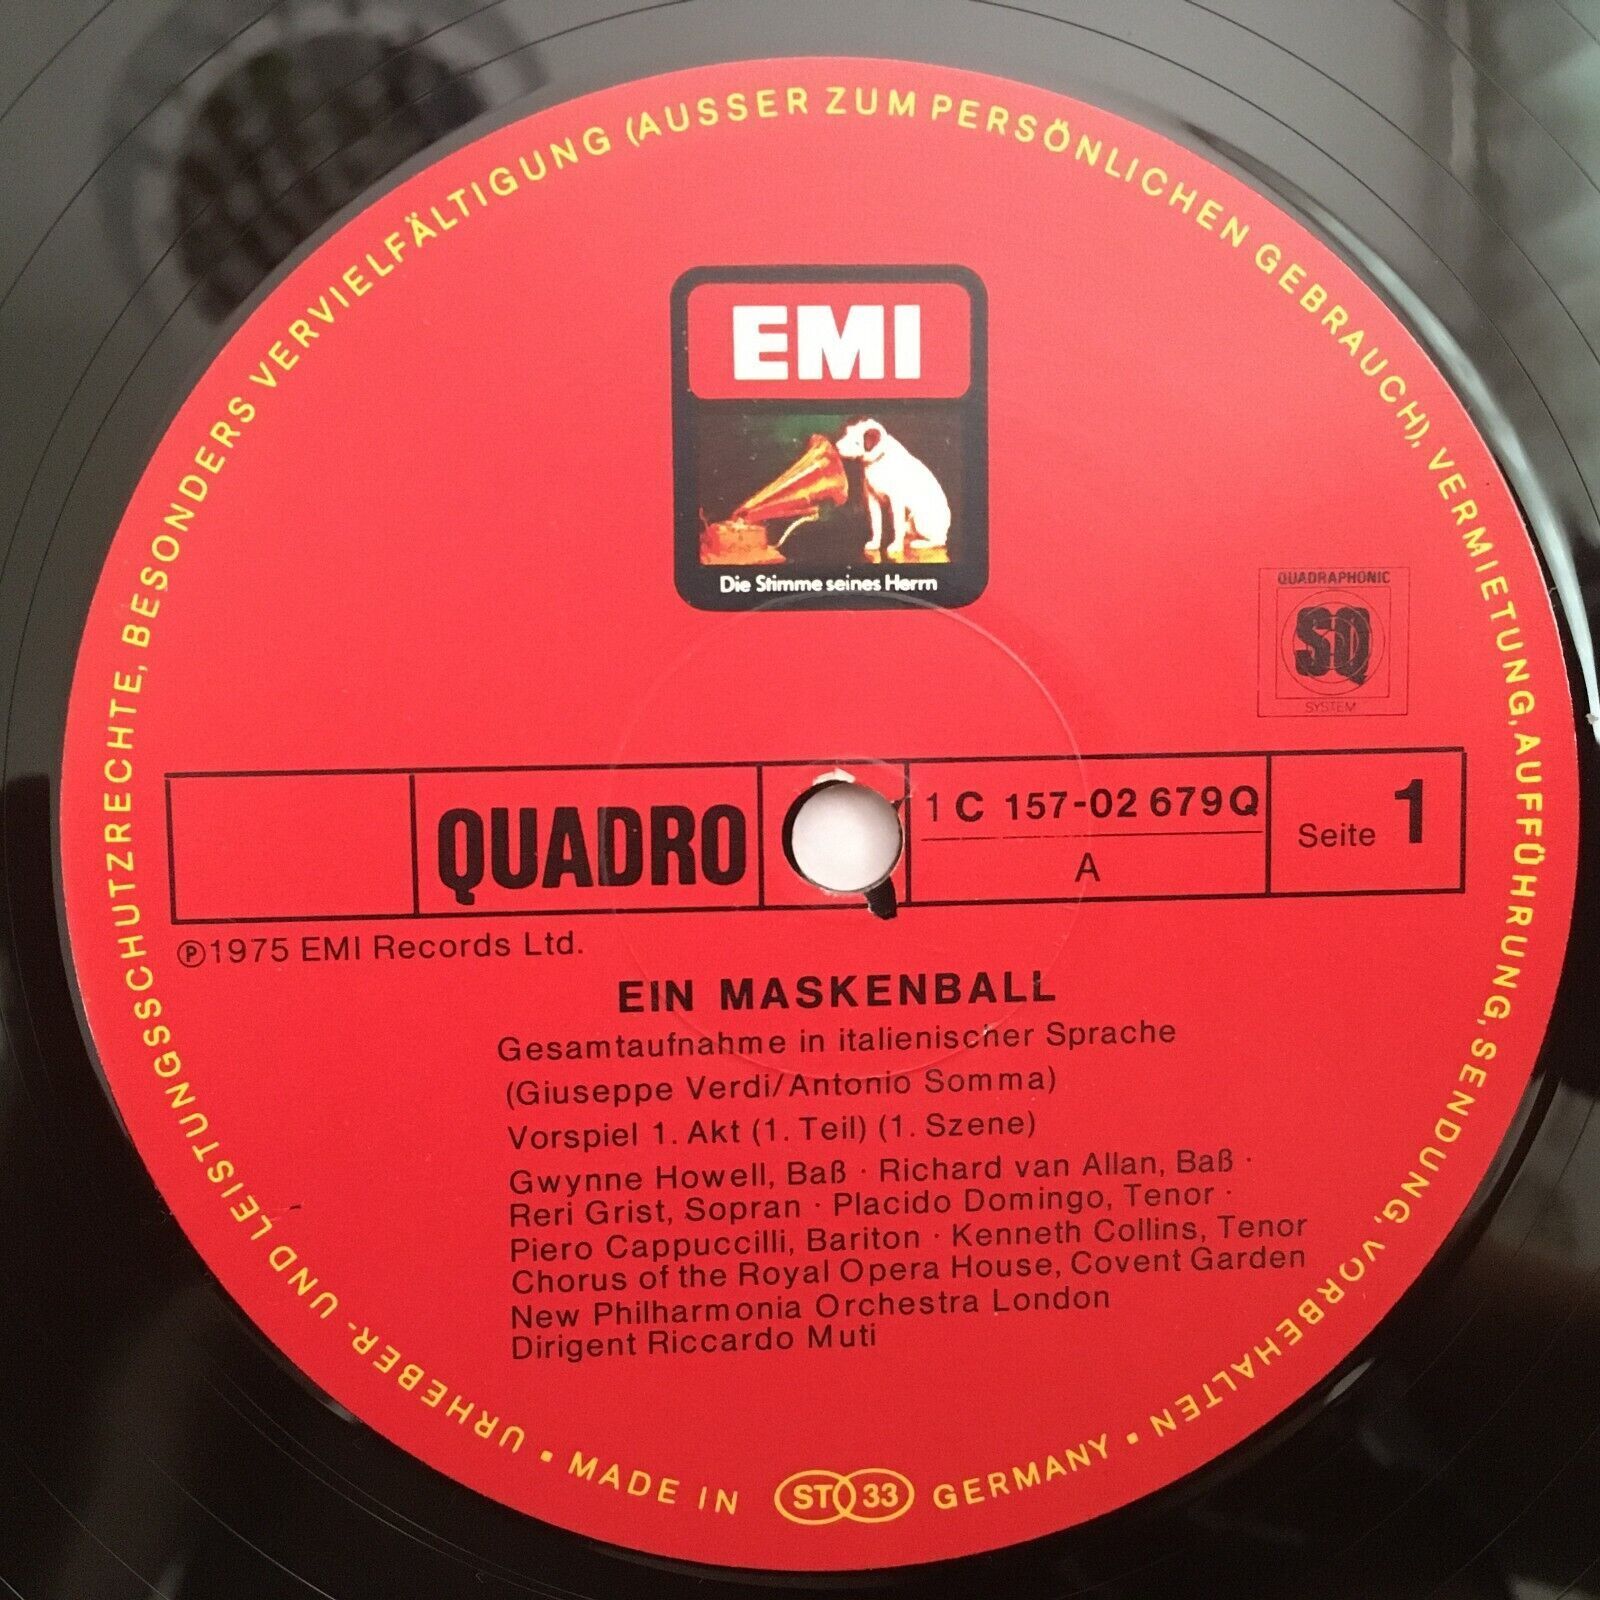 URHEBER- UND LEISTUNGSSCHUTZRECHTE, BESONDERS VERVIELFÄLTIGUNG (AUSSER ZUM PERSÖNLICHEN GEBRAUCH), VERMIETUNG, AUFFÜHRUNG, SENDUNG, VORBEHALTEN •
EMI
Die Stimme seines Herrn
QUADRAPHONIC
SQ
SYSTEM
QUADRO
1 C 157-02 679Q
A
Seite 1
℗1975 EMI Records Ltd.
EIN MASKENBALL
Gesamtaufnahme in italienischer Sprache
(Giuseppe Verdi/Antonio Somma)
Vorspiel 1. Akt (1. Teil) (1. Szene)
Gwynne Howell, Baß · Richard van Allan, Baß ·
Reri Grist, Sopran · Placido Domingo, Tenor ·
Piero Cappuccilli, Bariton · Kenneth Collins, Tenor
Chorus of the Royal Opera House, Covent Garden
New Philharmonia Orchestra London
Dirigent Riccardo Muti
• MADE IN ST 33 GERMANY